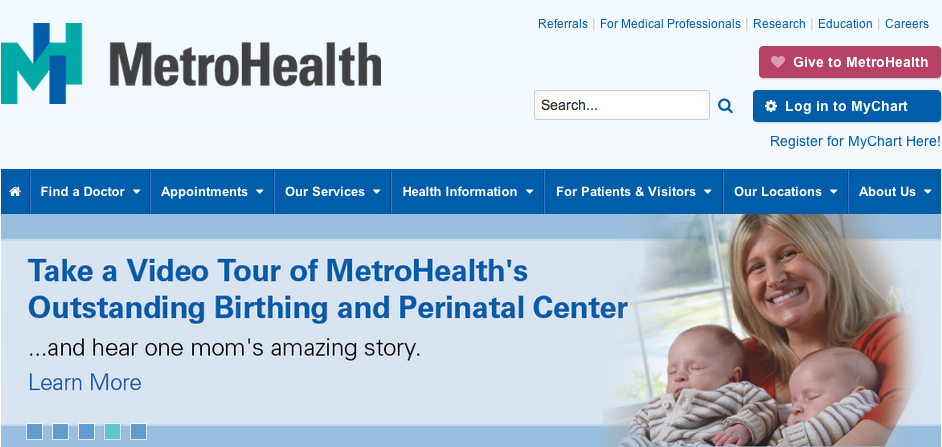 Referrals | For Medical Professionals | Research | Education | Careers
MetroHealth
Give to MetroHealth
Search...
Log in to MyChart
Register for MyChart Here!
Find a Doctor Appointments Our Services Health Information For Patients & Visitors Our Locations About Us
Take a Video Tour of MetroHealth's
Outstanding Birthing and Perinatal Center
...and hear one mom's amazing story.
Learn More